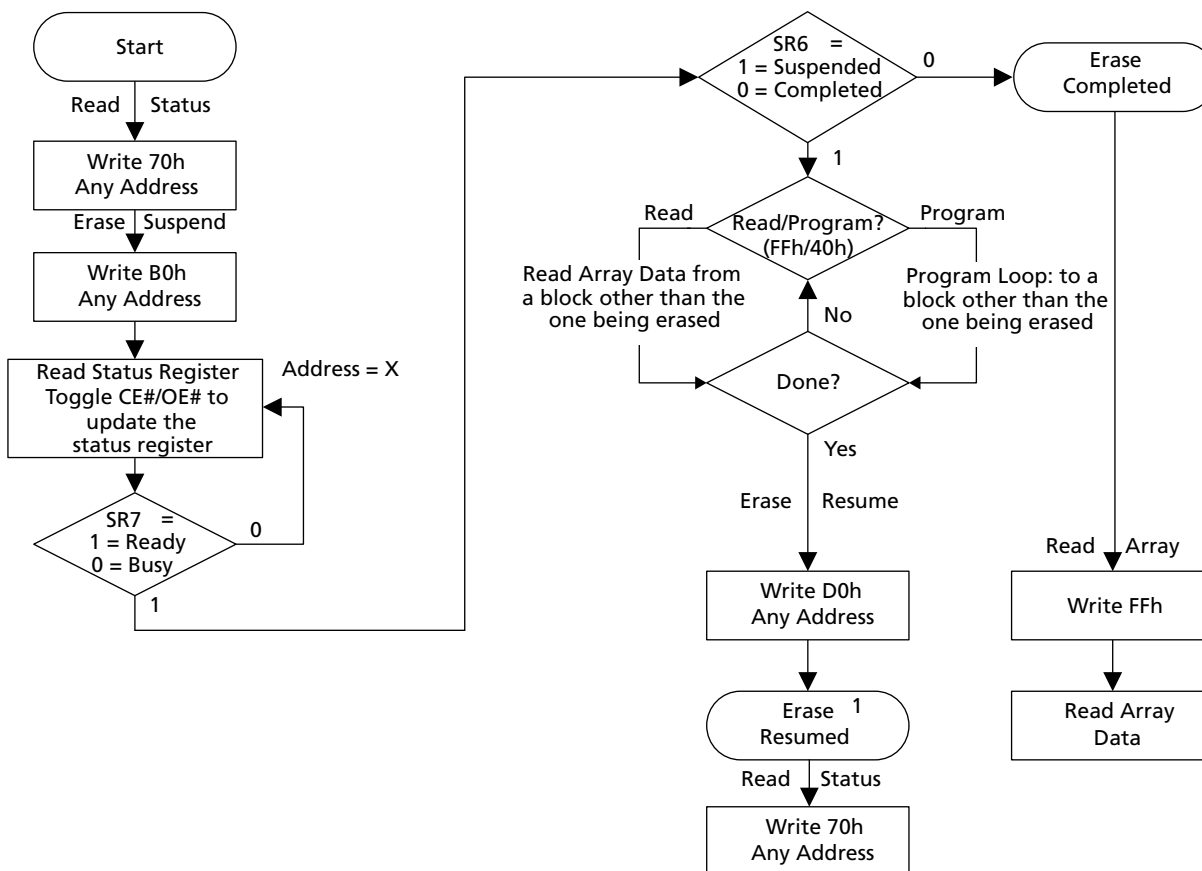 Start
Read Status
Write 70h
Any Address
Erase Suspend
Write B0h
Any Address
Read Status Register
Toggle CE#/OE# to
update the
status register
Address = X
SR7 =
1 = Ready
0 = Busy
0
1
SR6 =
1 = Suspended
0 = Completed
0
1
Erase
Completed
Read/Program?
(FFh/40h)
Read
Program
Read Array Data from
a block other than the
one being erased
Program Loop: to a
block other than the
one being erased
No
Done?
Yes
Erase Resume
Write D0h
Any Address
Erase 1
Resumed
Read Status
Write 70h
Any Address
Read Array
Write FFh
Read Array
Data